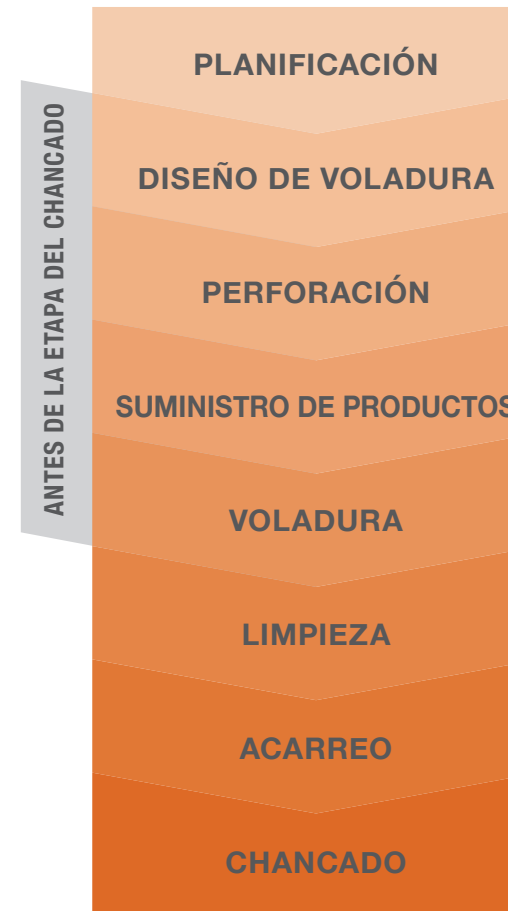 PLANIFICACIÓN
ANTES DE LA ETAPA DEL CHANCADO
DISEÑO DE VOLADURA
PERFORACIÓN
SUMINISTRO DE PRODUCTOS
VOLADURA
LIMPIEZA
ACARREO
CHANCADO